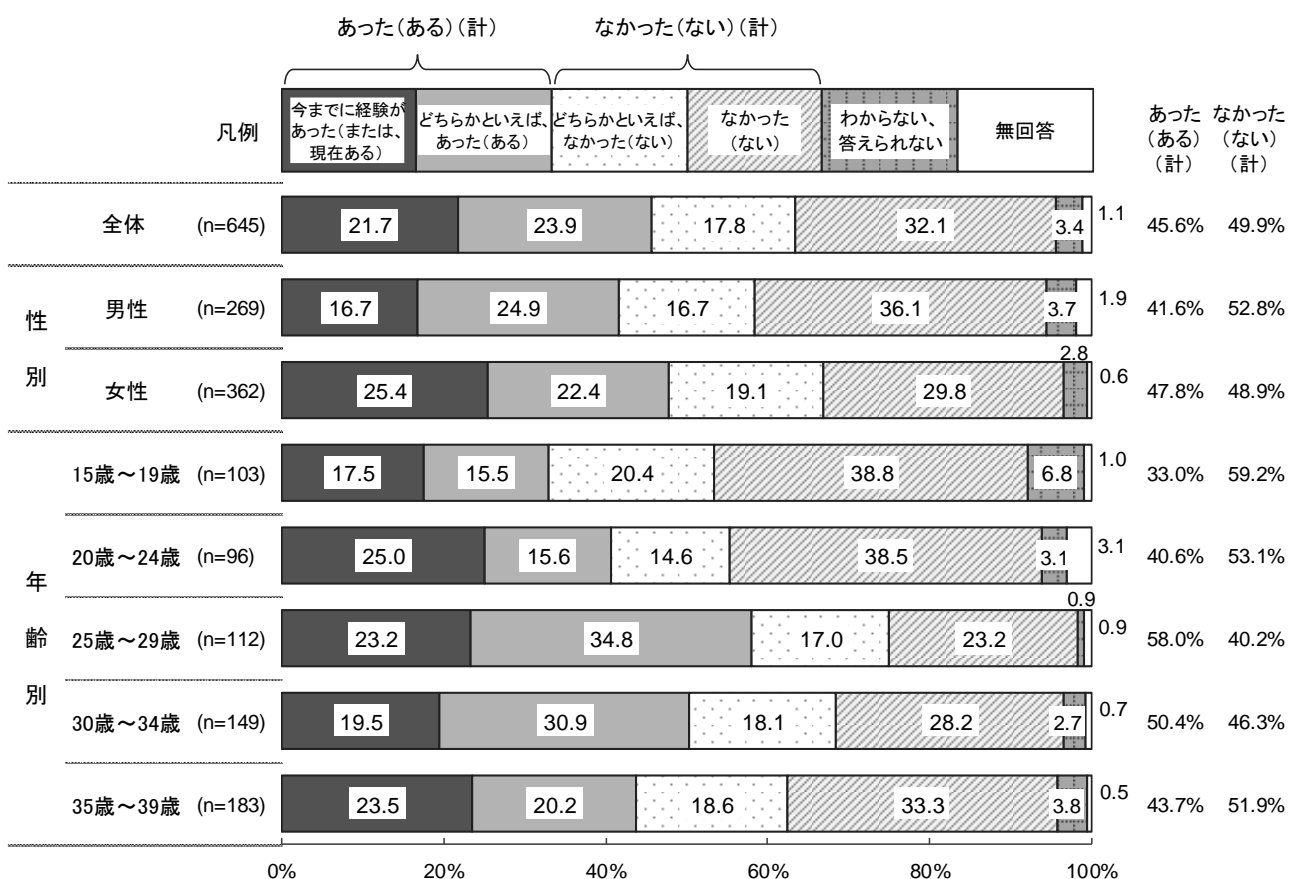 あった(ある)(計) なかった(ない)(計)
凡例
今までに経験が
あった(または、
現在ある)
どちらかといえば、
あった(ある)
どちらかといえば、
なかった(ない)
なかった
(ない)
わからない、
答えられない
無回答
あった
(ある)
(計)
なかった
(ない)
(計)
全体 (n=645) 21.7 23.9 17.8 32.1 3.4 1.1 45.6% 49.9%
性別
男性 (n=269) 16.7 24.9 16.7 36.1 3.7 1.9 41.6% 52.8%
女性 (n=362) 25.4 22.4 19.1 29.8 2.8 0.6 47.8% 48.9%
年齢別
15歳~19歳 (n=103) 17.5 15.5 20.4 38.8 6.8 1.0 33.0% 59.2%
20歳~24歳 (n=96) 25.0 15.6 14.6 38.5 3.1 3.1 40.6% 53.1%
25歳~29歳 (n=112) 23.2 34.8 17.0 23.2 0.9 0.9 58.0% 40.2%
30歳~34歳 (n=149) 19.5 30.9 18.1 28.2 2.7 0.7 50.4% 46.3%
35歳~39歳 (n=183) 23.5 20.2 18.6 33.3 3.8 0.5 43.7% 51.9%
0% 20% 40% 60% 80% 100%